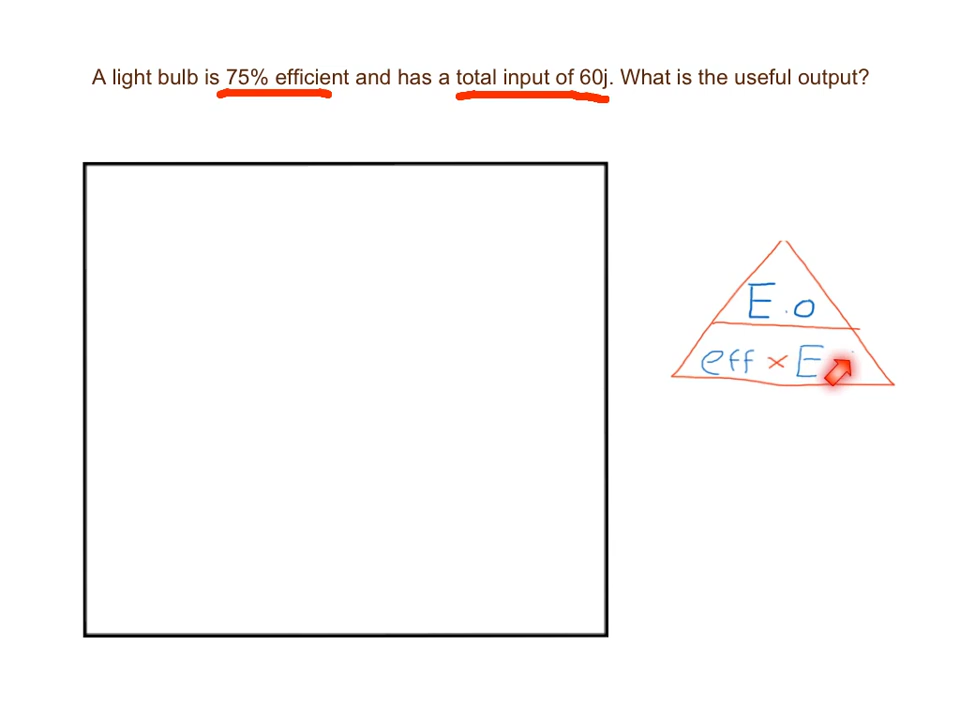 A light bulb is 75% efficient and has a total input of 60j. What is the useful output?
E.o
eff × E